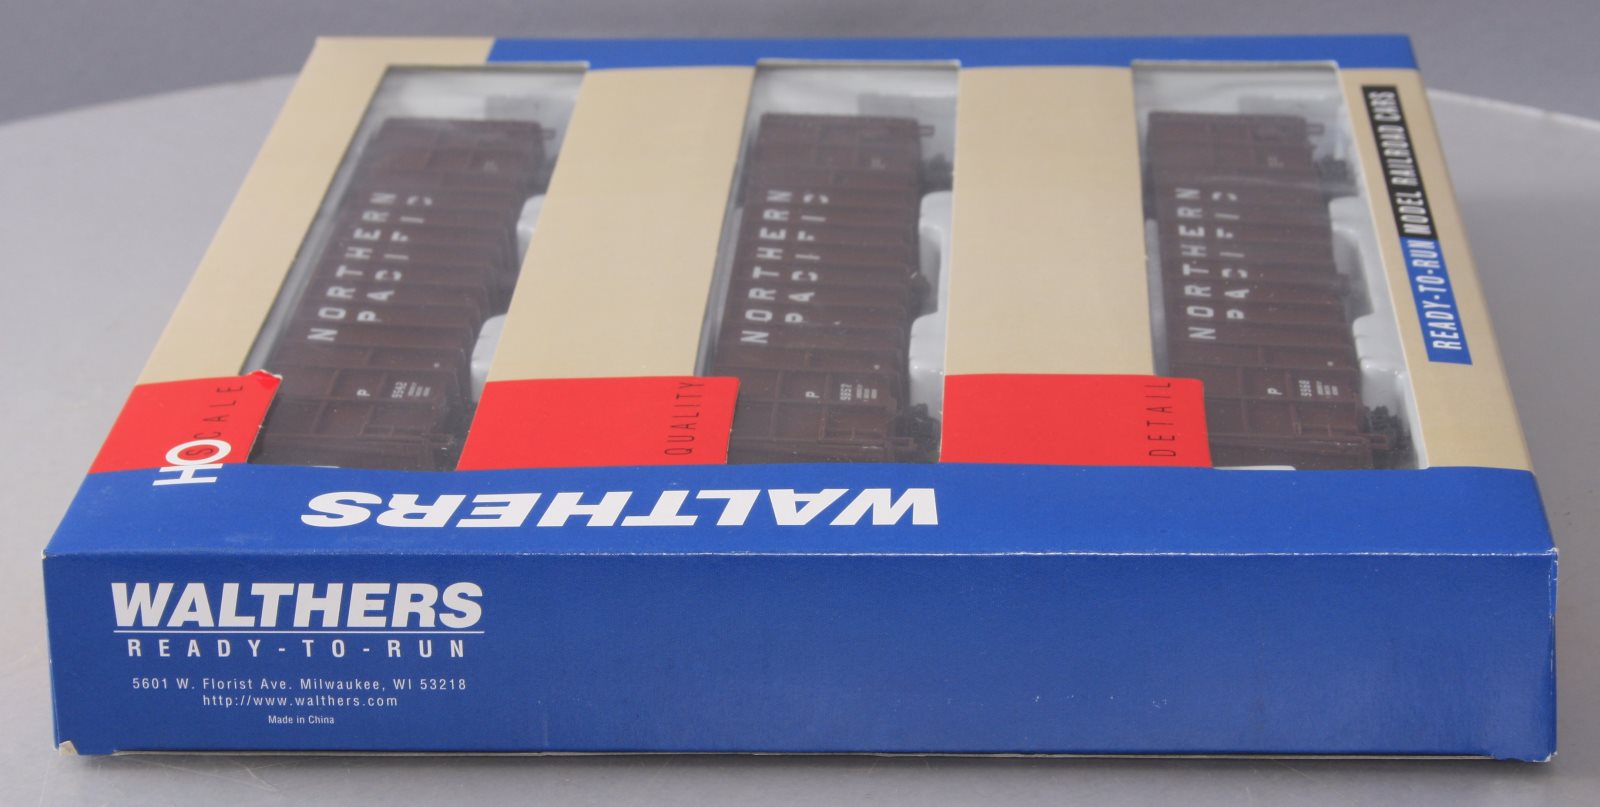 READY-TO-RUN MODEL RAILROAD CARS
NORTHERN
PACIFIC
P
NORTHERN
PACIFIC
P
NORTHERN
PACIFIC
P
HO
SCALE
QUALITY
DETAIL
WALTHERS
WALTHERS
READY-TO-RUN
5601 W. Florist Ave. Milwaukee, WI 53218
http://www.walthers.com
Made in China